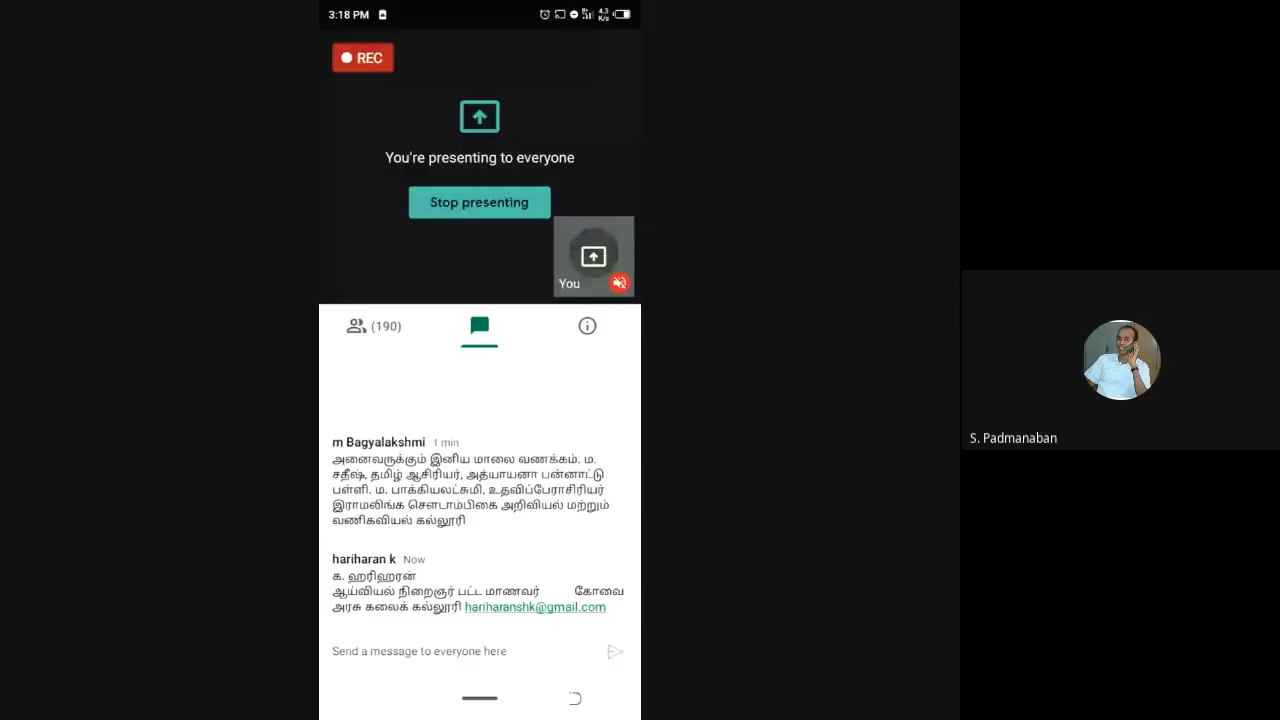 3:18 PM
4.3
K/s
REC
You're presenting to everyone
Stop presenting
You
(190)
m Bagyalakshmi 1 min
அனைவருக்கும் இனிய மாலை வணக்கம். ம.
சதீஷ், தமிழ் ஆசிரியர், அத்யாயனா பன்னாட்டு
பள்ளி. ம. பாக்கியலட்சுமி, உதவிப்பேராசிரியர்
இராமலிங்க சௌடாம்பிகை அறிவியல் மற்றும்
வணிகவியல் கல்லூரி
hariharan k Now
க. ஹரிஹரன்
ஆய்வியல் நிறைஞர் பட்ட மாணவர் கோவை
அரசு கலைக் கல்லூரி hariharanshk@gmail.com
Send a message to everyone here
S. Padmanaban